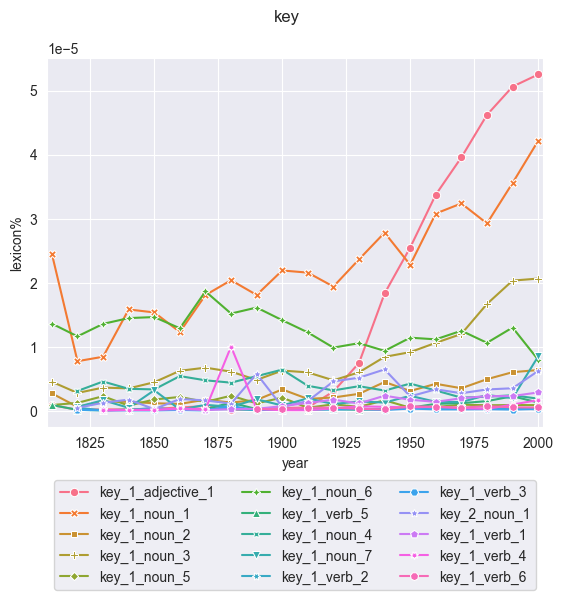 key
1e−5
5
4
3
2
1
0
lexicon%
1825 1850 1875 1900 1925 1950 1975 2000
year
key_1_adjective_1 key_1_noun_6 key_1_verb_3
key_1_noun_1 key_1_verb_5 key_2_noun_1
key_1_noun_2 key_1_noun_4 key_1_verb_1
key_1_noun_3 key_1_noun_7 key_1_verb_4
key_1_noun_5 key_1_verb_2 key_1_verb_6